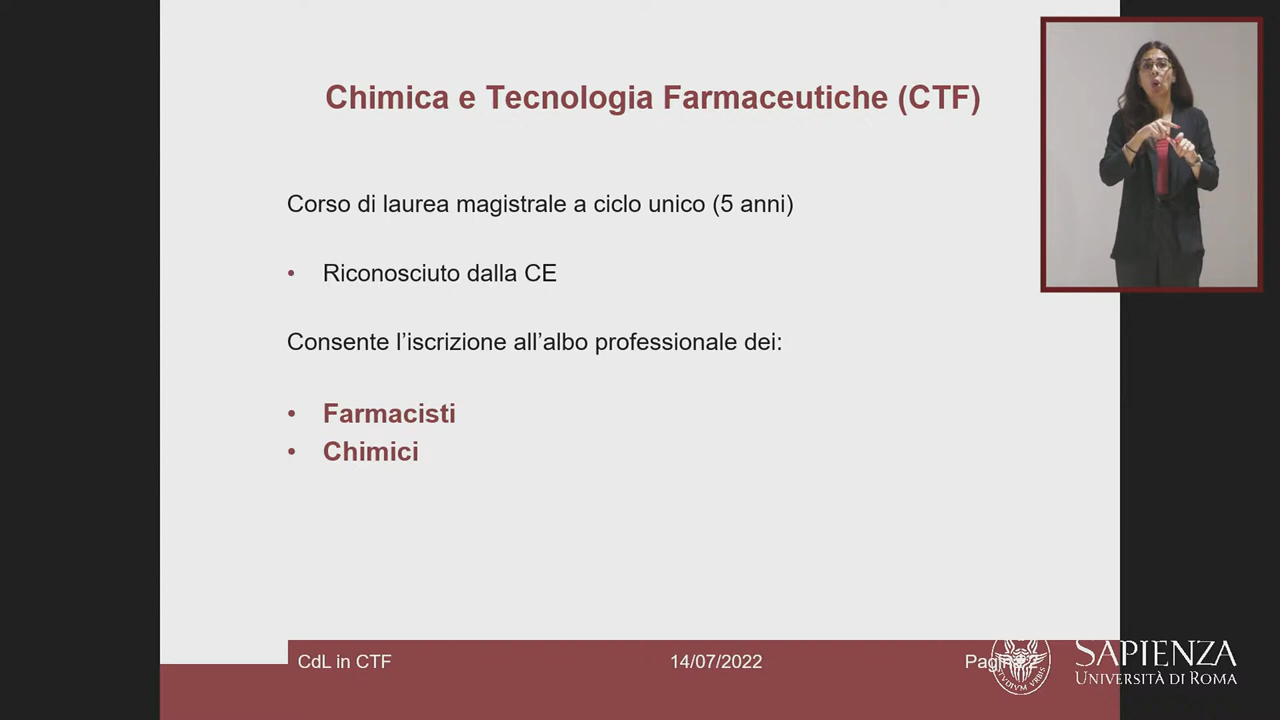 Chimica e Tecnologia Farmaceutiche (CTF)
Corso di laurea magistrale a ciclo unico (5 anni)
• Riconosciuto dalla CE
Consente l’iscrizione all’albo professionale dei:
• Farmacisti
• Chimici
CdL in CTF
14/07/2022
SAPIENZA
UNIVERSITÀ DI ROMA